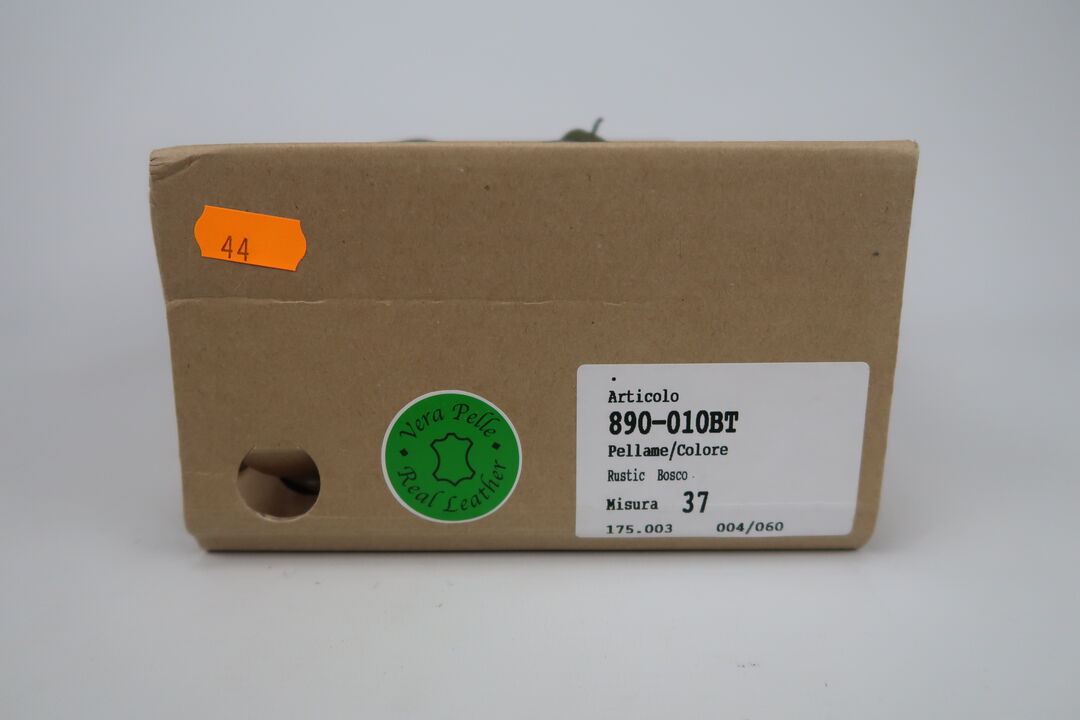 44
Vera Pelle
Real Leather
Articolo
890-010BT
Pellame/Colore
Rustic Bosco
Misura 37
175.003 004/060